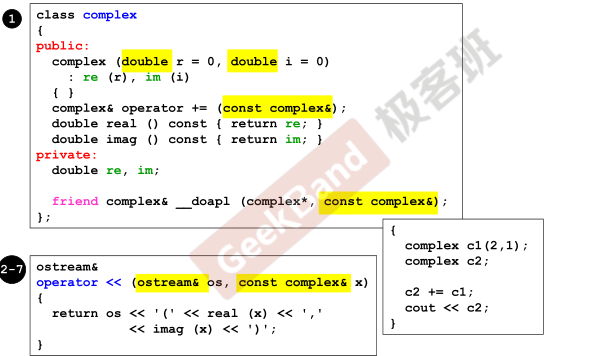 1
class complex
{
public:
  complex (double r = 0, double i = 0)
    : re (r), im (i)
  { }
  complex& operator += (const complex&);
  double real () const { return re; }
  double imag () const { return im; }
private:
  double re, im;

  friend complex& __doapl (complex*, const complex&);
};
{
  complex c1(2,1);
  complex c2;

  c2 += c1;
  cout << c2;
}
2-7
ostream&
operator << (ostream& os, const complex& x)
{
  return os << '(' << real (x) << ','
            << imag (x) << ')';
}
GeekBand 极客班